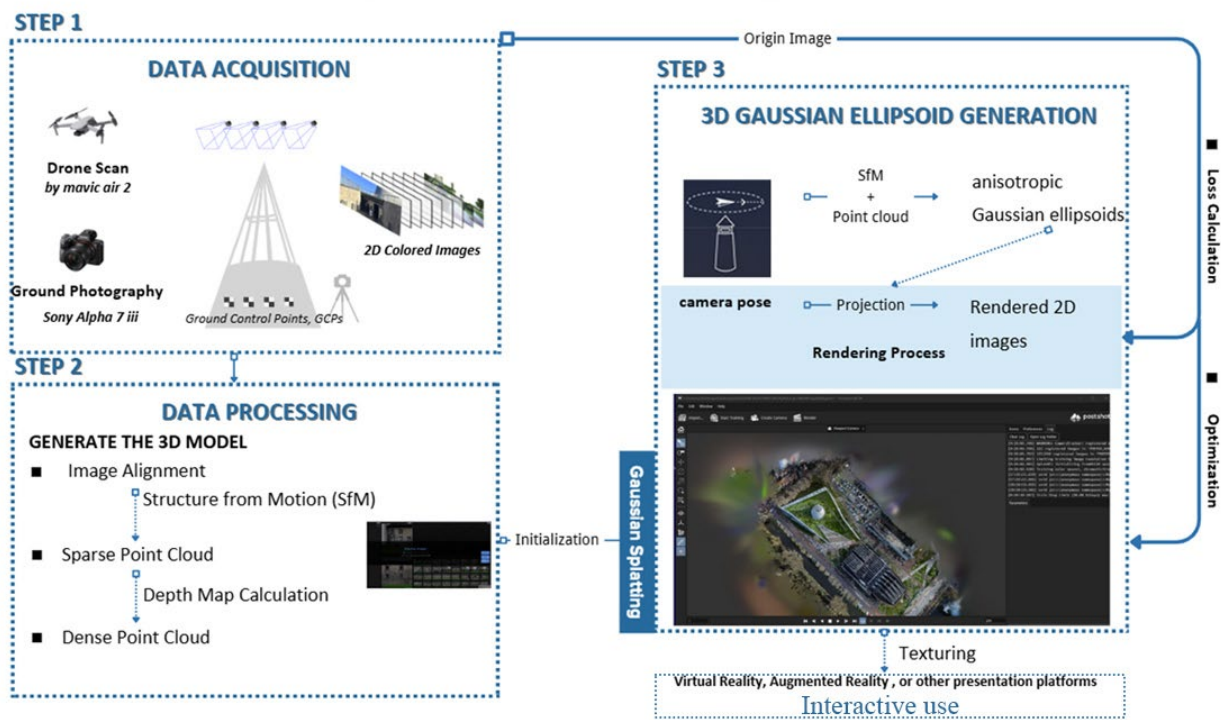 STEP 1
DATA ACQUISITION
Drone Scan
by mavic air 2
2D Colored Images
Ground Photography
Sony Alpha 7 iii
Ground Control Points, GCPs
STEP 2
DATA PROCESSING
GENERATE THE 3D MODEL
Image Alignment
Structure from Motion (SfM)
Sparse Point Cloud
Depth Map Calculation
Dense Point Cloud
Initialization
Gaussian Splatting
Origin Image
STEP 3
3D GAUSSIAN ELLIPSOID GENERATION
SfM
+
Point cloud
anisotropic
Gaussian ellipsoids
camera pose
Projection
Rendered 2D
images
Rendering Process
postshot
Loss Calculation
Optimization
Texturing
Virtual Reality, Augmented Reality , or other presentation platforms
Interactive use